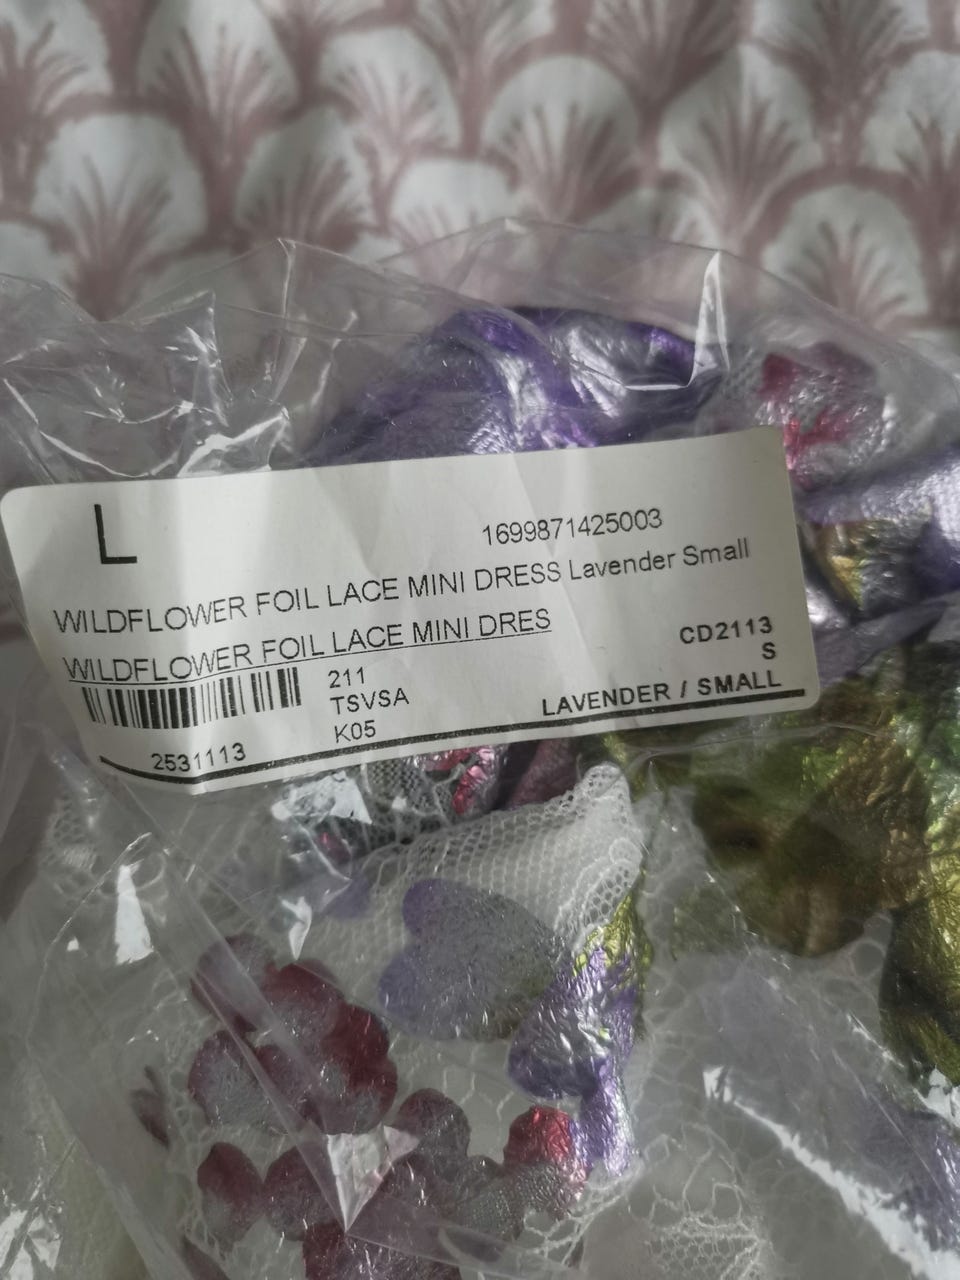 L
1699871425003
WILDFLOWER FOIL LACE MINI DRESS Lavender Small
WILDFLOWER FOIL LACE MINI DRES
CD2113
211
S
TSVSA
LAVENDER / SMALL
K05
2531113